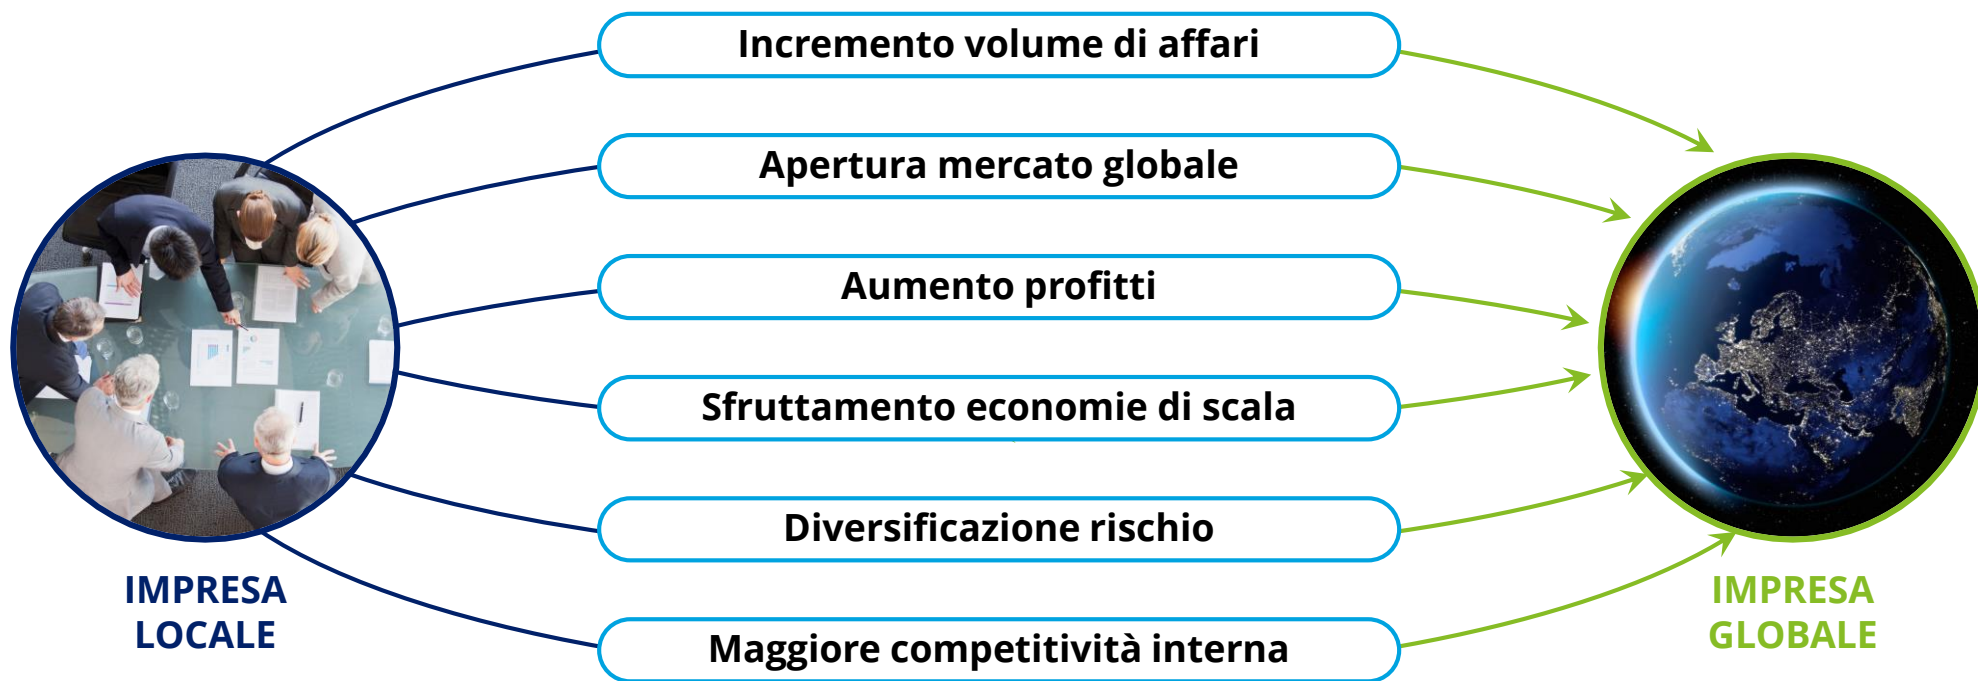 Incremento volume di affari
Apertura mercato globale
Aumento profitti
Sfruttamento economie di scala
Diversificazione rischio
Maggiore competitività interna
IMPRESA
LOCALE
IMPRESA
GLOBALE